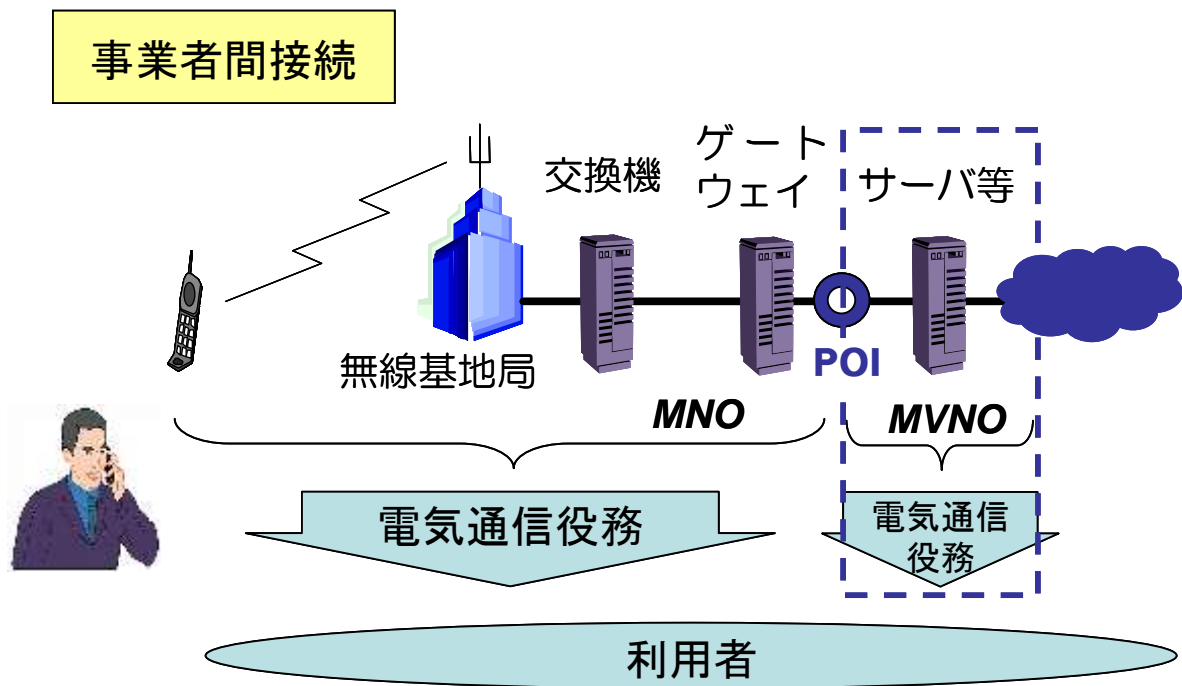 事業者間接続
交換機
ゲート
ウェイ
サーバ等
無線基地局
POI
MNO
MVNO
電気通信役務
電気通信
役務
利用者